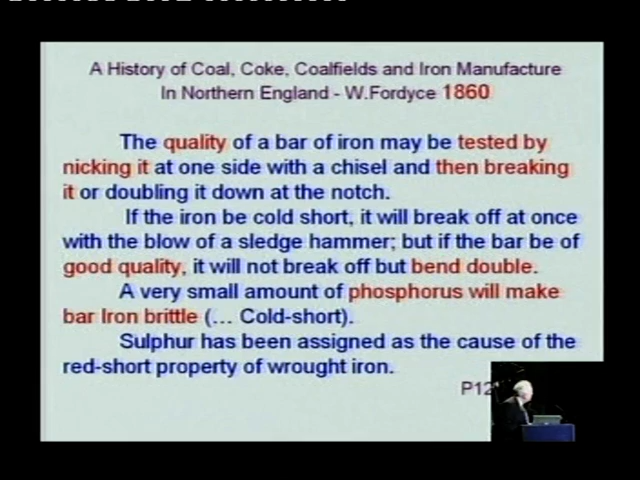 A History of Coal, Coke, Coalfields and Iron Manufacture
In Northern England - W.Fordyce 1860
The quality of a bar of iron may be tested by
nicking it at one side with a chisel and then breaking
it or doubling it down at the notch.
If the iron be cold short, it will break off at once
with the blow of a sledge hammer; but if the bar be of
good quality, it will not break off but bend double.
A very small amount of phosphorus will make
bar Iron brittle (... Cold-short).
Sulphur has been assigned as the cause of the
red-short property of wrought iron.
P12